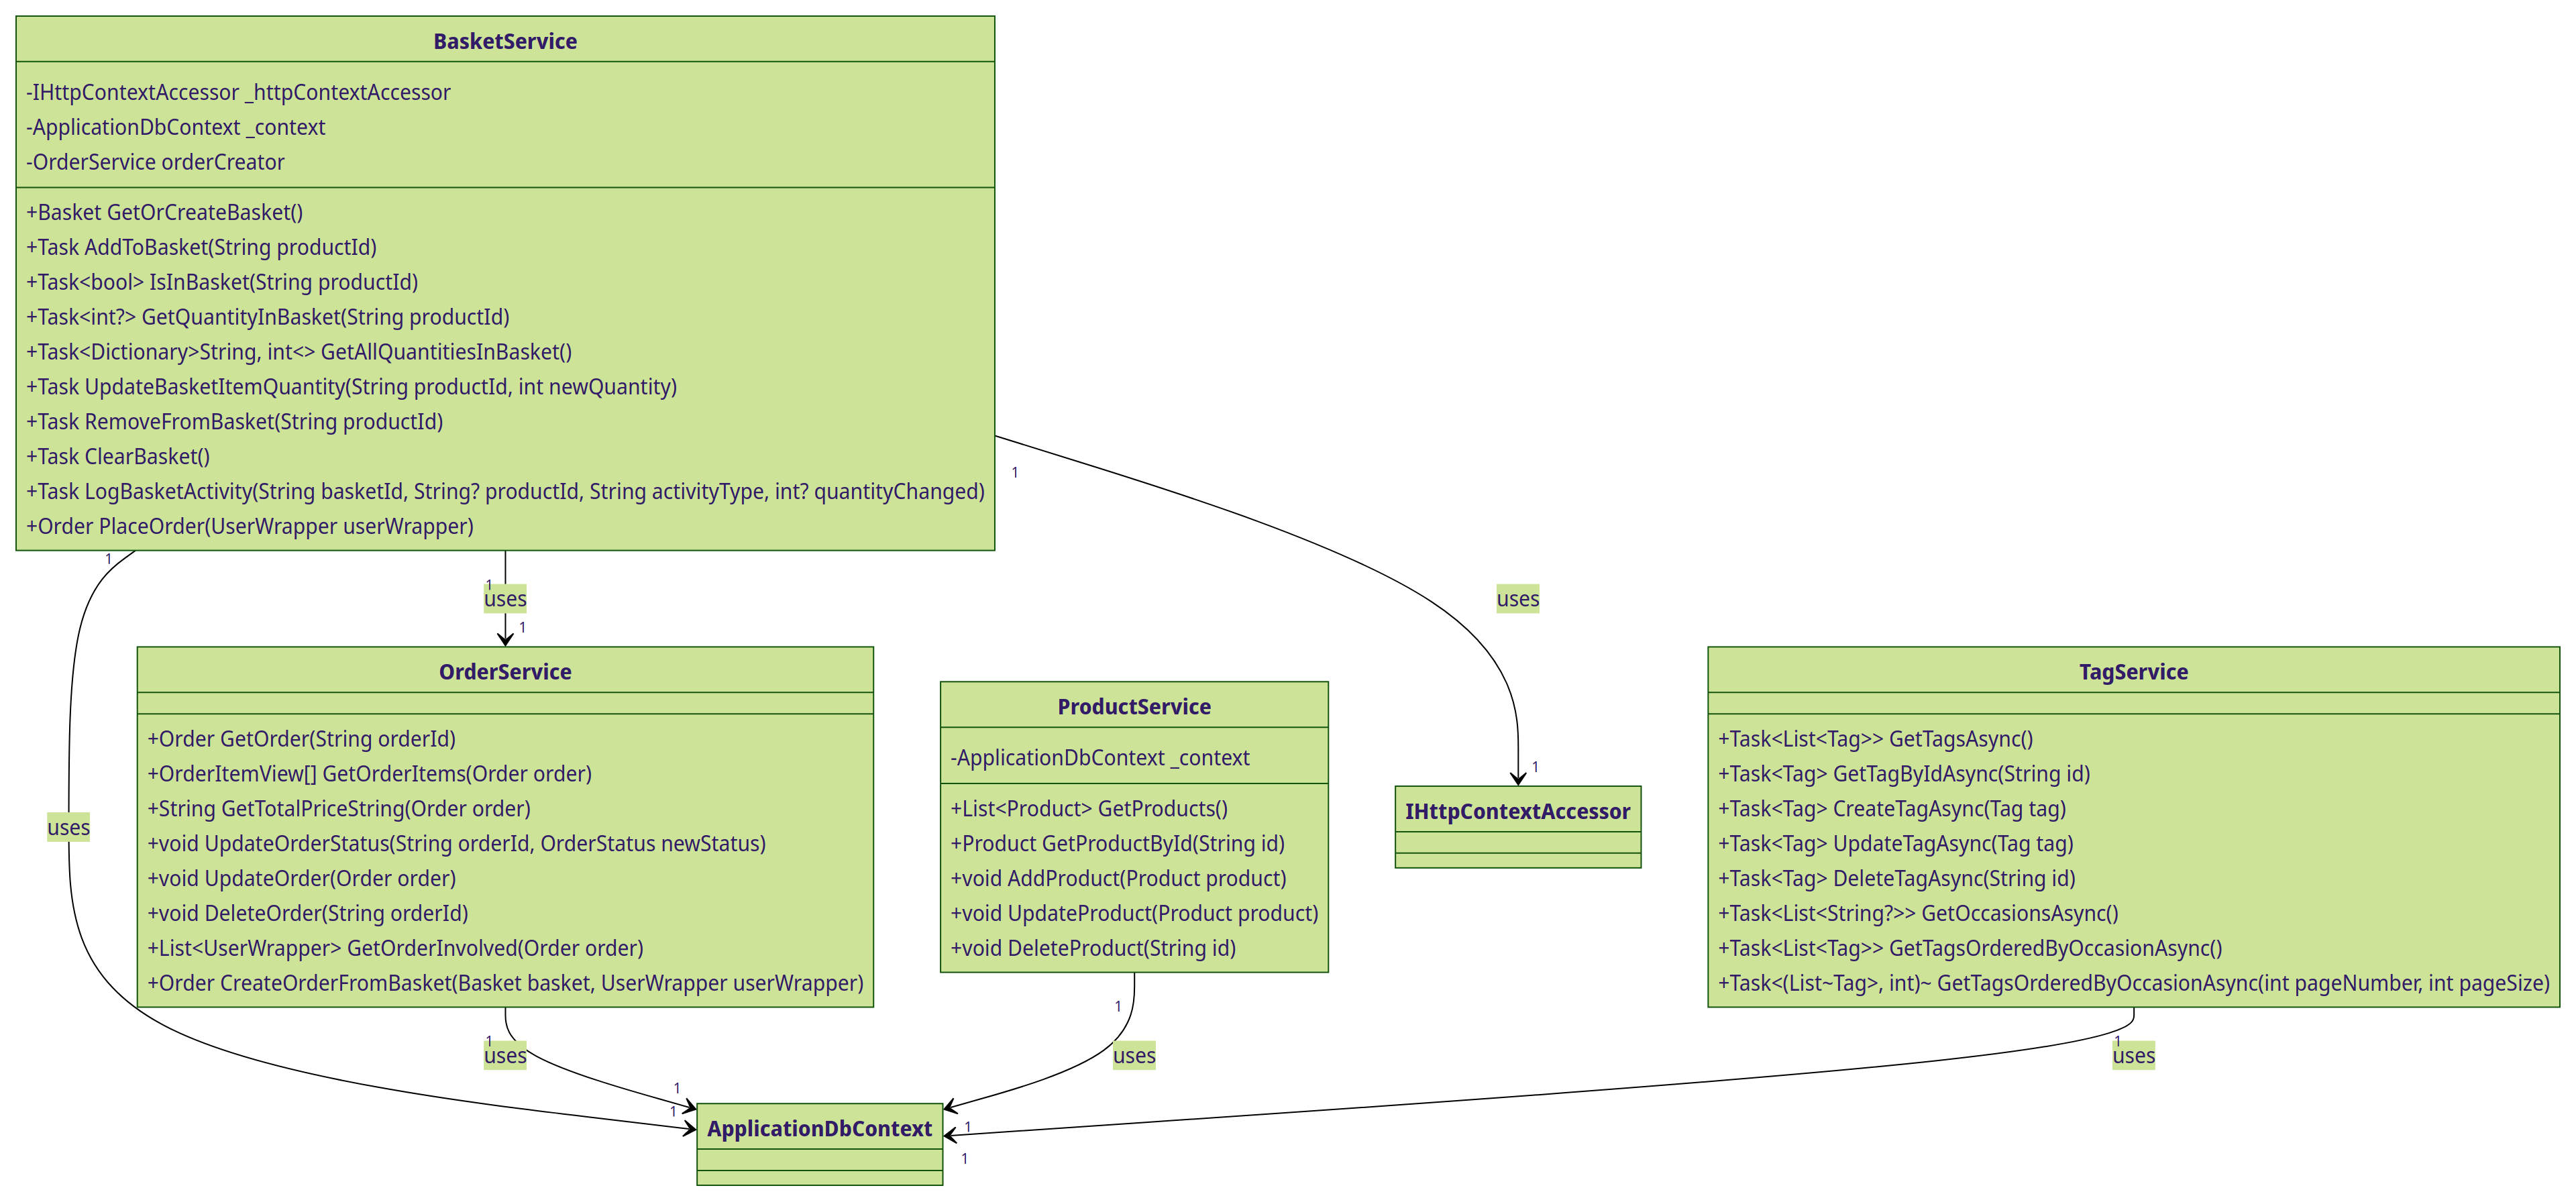 BasketService
-IHttpContextAccessor _httpContextAccessor
-ApplicationDbContext _context
-OrderService orderCreator
+Basket GetOrCreateBasket()
+Task AddToBasket(String productId)
+Task<bool> IsInBasket(String productId)
+Task<int?> GetQuantityInBasket(String productId)
+Task<Dictionary>String, int<> GetAllQuantitiesInBasket()
+Task UpdateBasketItemQuantity(String productId, int newQuantity)
+Task RemoveFromBasket(String productId)
+Task ClearBasket()
+Task LogBasketActivity(String basketId, String? productId, String activityType, int? quantityChanged)
+Order PlaceOrder(UserWrapper userWrapper)
1
1
1
uses
1
uses
uses
1
1
OrderService
+Order GetOrder(String orderId)
+OrderItemView[] GetOrderItems(Order order)
+String GetTotalPriceString(Order order)
+void UpdateOrderStatus(String orderId, OrderStatus newStatus)
+void UpdateOrder(Order order)
+void DeleteOrder(String orderId)
+List<UserWrapper> GetOrderInvolved(Order order)
+Order CreateOrderFromBasket(Basket basket, UserWrapper userWrapper)
ProductService
-ApplicationDbContext _context
+List<Product> GetProducts()
+Product GetProductById(String id)
+void AddProduct(Product product)
+void UpdateProduct(Product product)
+void DeleteProduct(String id)
IHttpContextAccessor
TagService
+Task<List<Tag>> GetTagsAsync()
+Task<Tag> GetTagByIdAsync(String id)
+Task<Tag> CreateTagAsync(Tag tag)
+Task<Tag> UpdateTagAsync(Tag tag)
+Task<Tag> DeleteTagAsync(String id)
+Task<List<String?>> GetOccasionsAsync()
+Task<List<Tag>> GetTagsOrderedByOccasionAsync()
+Task<(List~Tag>, int)~ GetTagsOrderedByOccasionAsync(int pageNumber, int pageSize)
1
uses
1
uses
1
uses
1
1
1
1
ApplicationDbContext